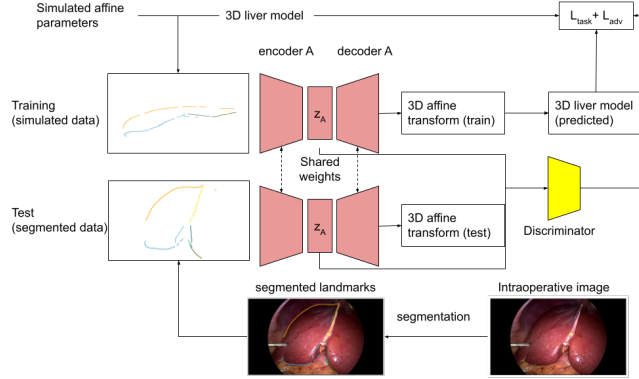 Simulated affine
parameters
3D liver model
L_task + L_adv
encoder A
decoder A
Training
(simulated data)
z_A
3D affine
transform (train)
3D liver model
(predicted)
Shared
weights
Test
(segmented data)
z_A
3D affine
transform (test)
Discriminator
segmented landmarks
Intraoperative image
segmentation